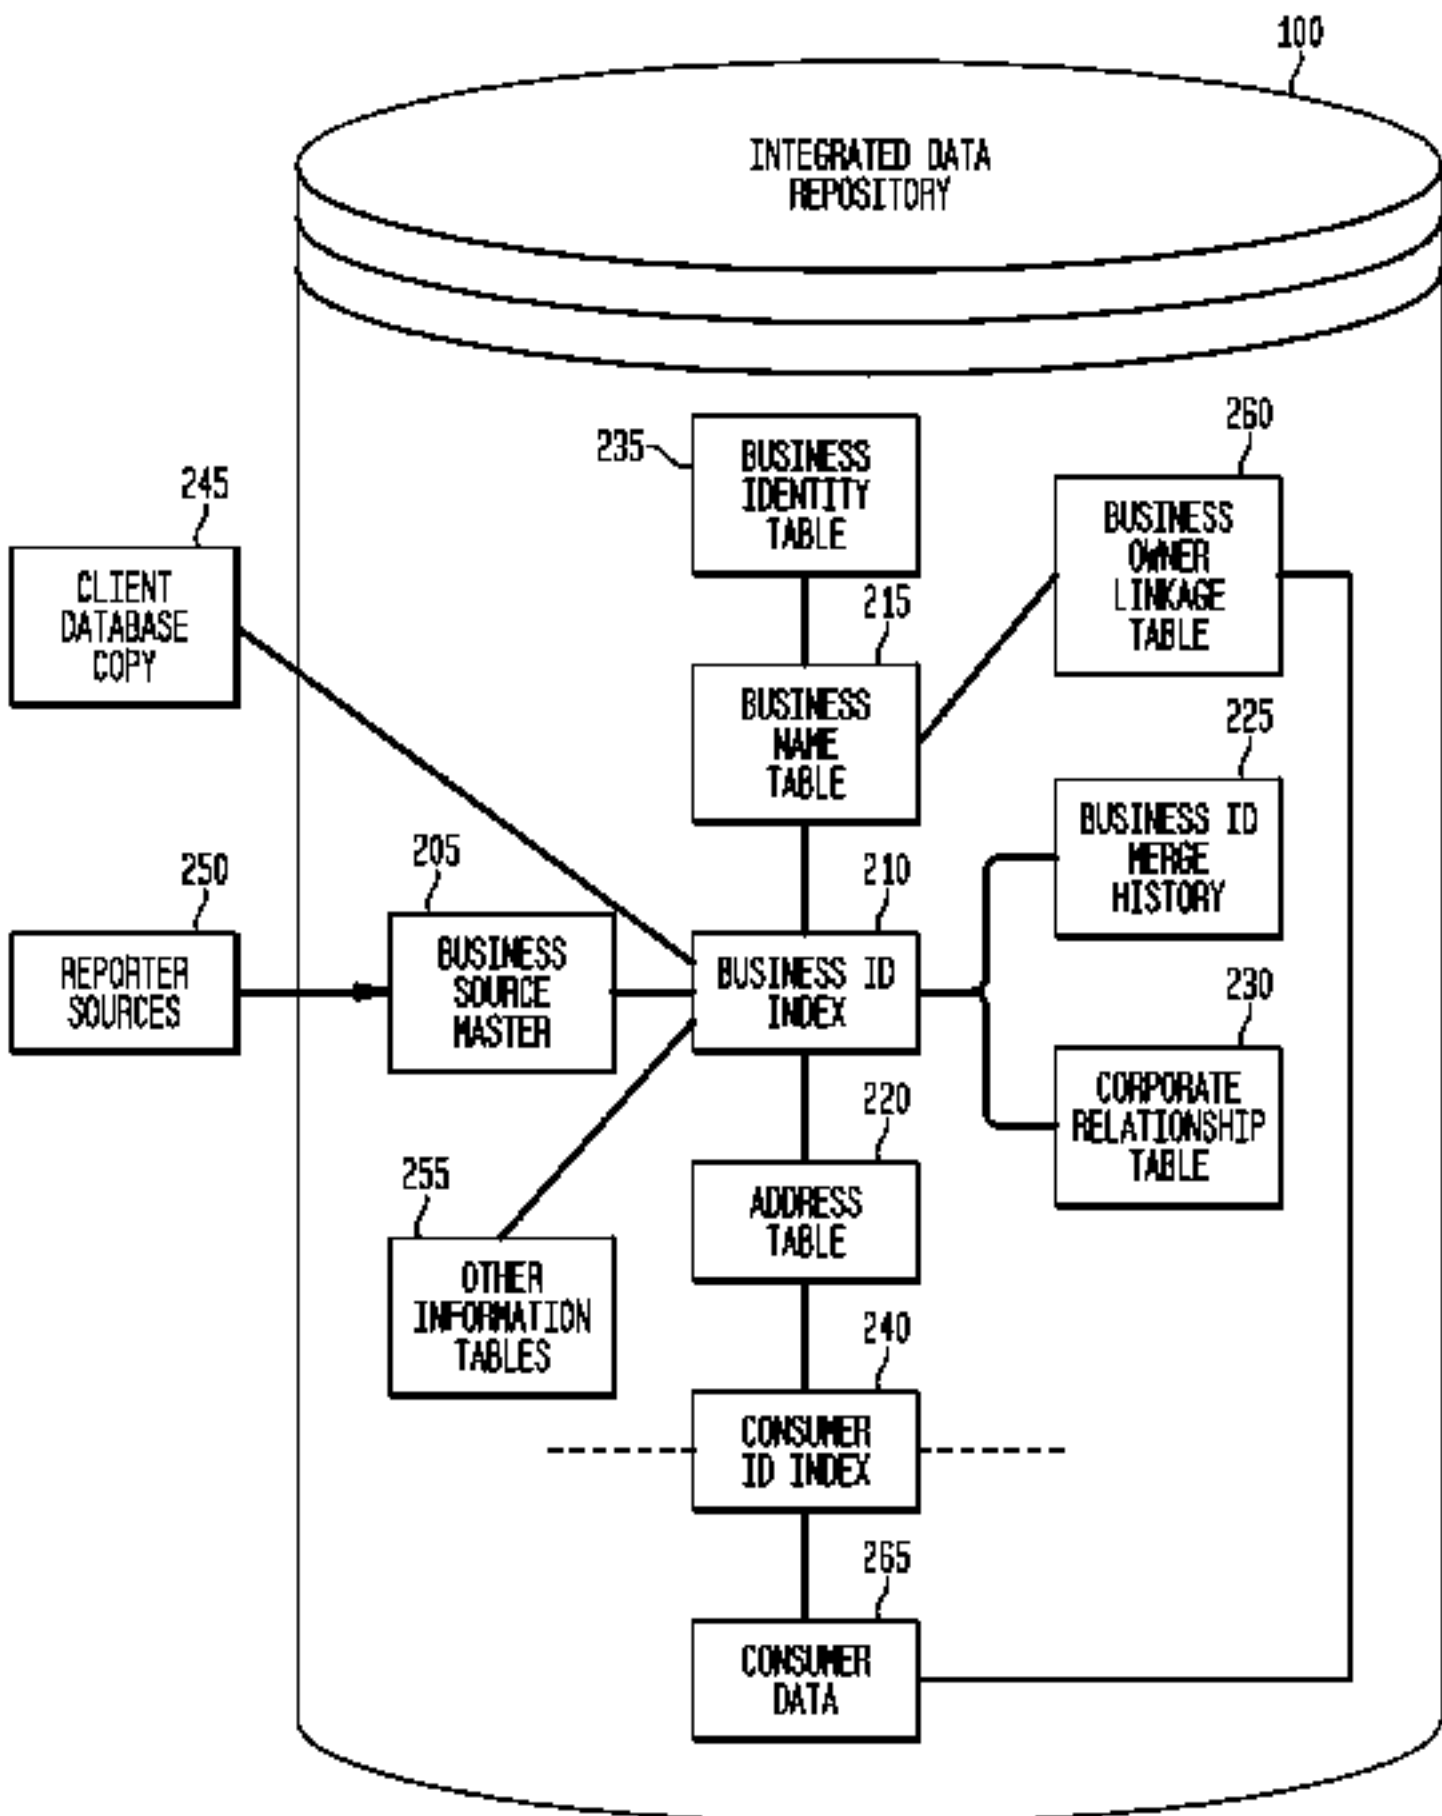 100
INTEGRATED DATA
REPOSITORY
235
BUSINESS
IDENTITY
TABLE
260
BUSINESS
OWNER
LINKAGE
TABLE
245
CLIENT
DATABASE
COPY
215
BUSINESS
NAME
TABLE
225
BUSINESS ID
MERGE
HISTORY
250
REPORTER
SOURCES
205
BUSINESS
SOURCE
MASTER
210
BUSINESS ID
INDEX
230
CORPORATE
RELATIONSHIP
TABLE
220
ADDRESS
TABLE
255
OTHER
INFORMATION
TABLES
240
CONSUMER
ID INDEX
265
CONSUMER
DATA